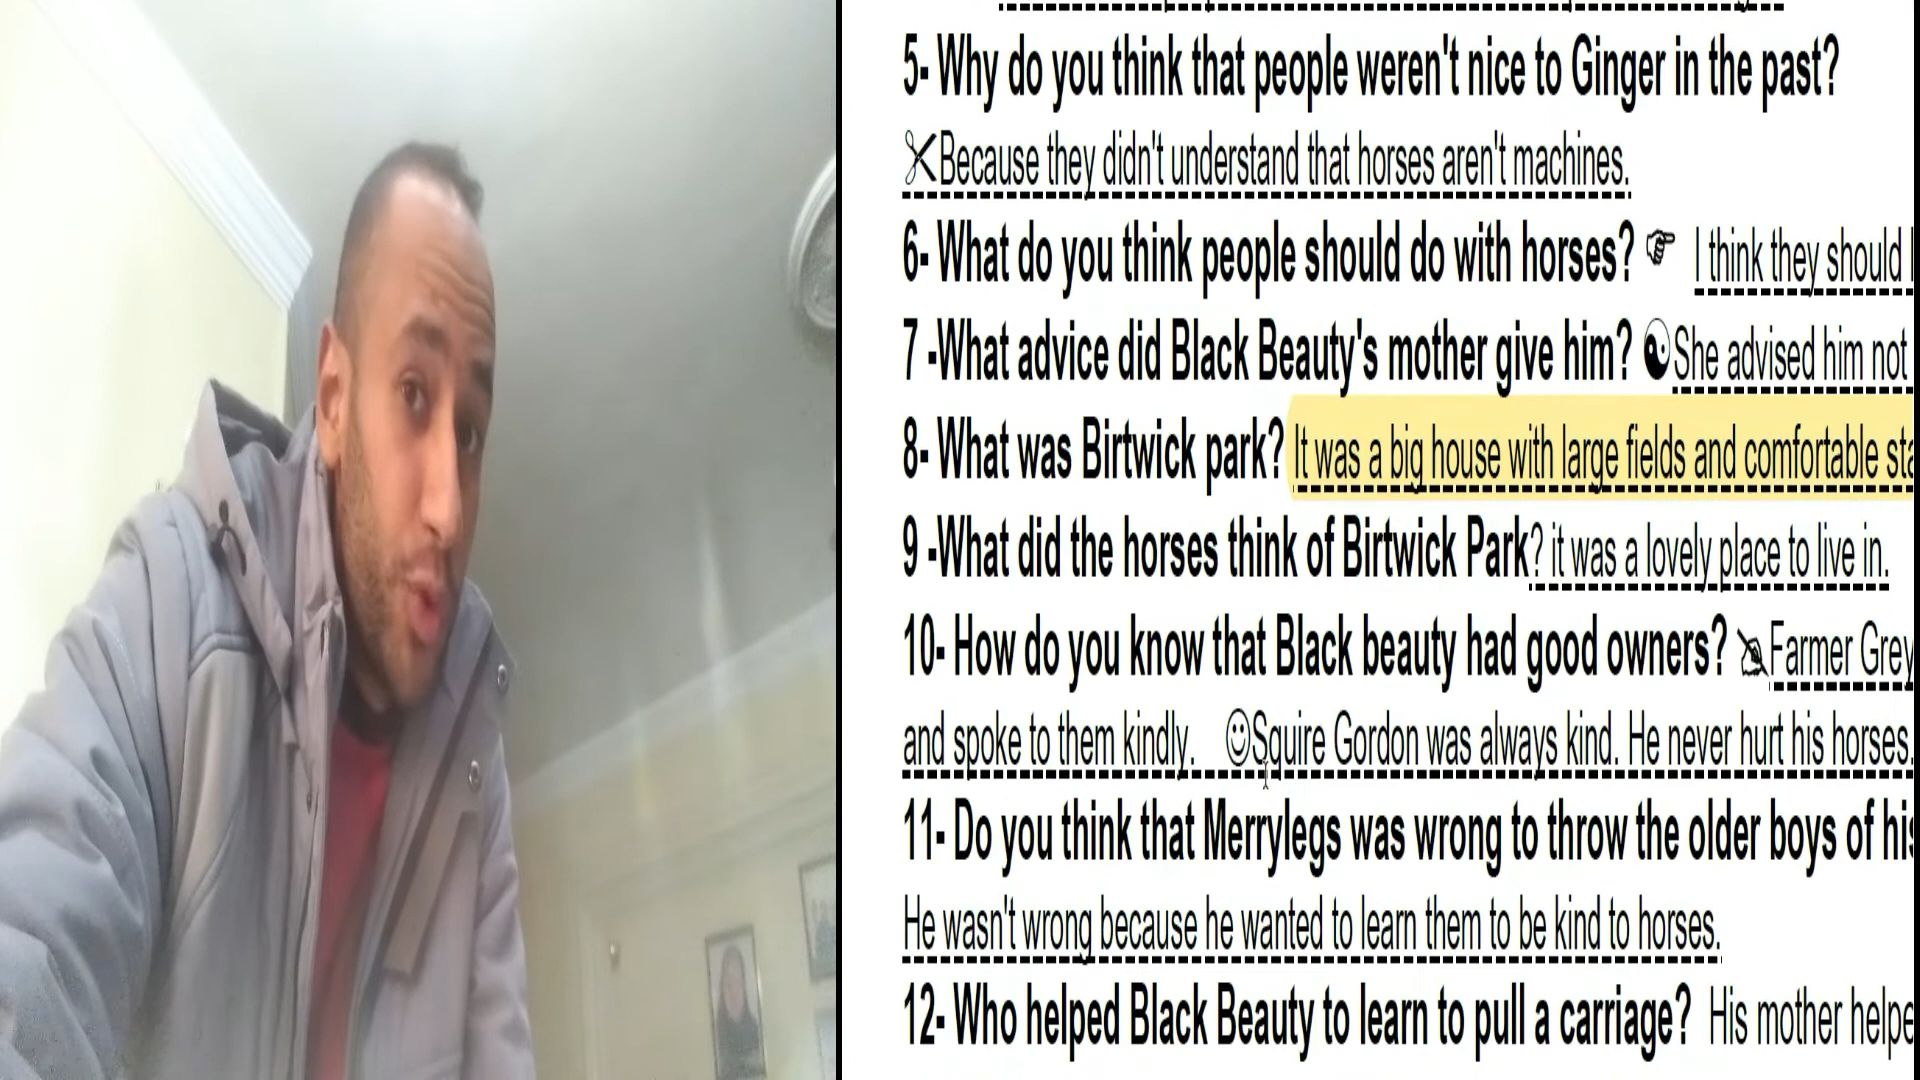 5- Why do you think that people weren't nice to Ginger in the past?
Because they didn't understand that horses aren't machines.
6- What do you think people should do with horses? I think they should
7 -What advice did Black Beauty's mother give him? She advised him not
8- What was Birtwick park? It was a big house with large fields and comfortable
9 -What did the horses think of Birtwick Park? it was a lovely place to live in.
10- How do you know that Black beauty had good owners? Farmer Grey
and spoke to them kindly. Squire Gordon was always kind. He never hurt his horses.
11- Do you think that Merrylegs was wrong to throw the older boys of his
He wasn't wrong because he wanted to learn them to be kind to horses.
12- Who helped Black Beauty to learn to pull a carriage? His mother